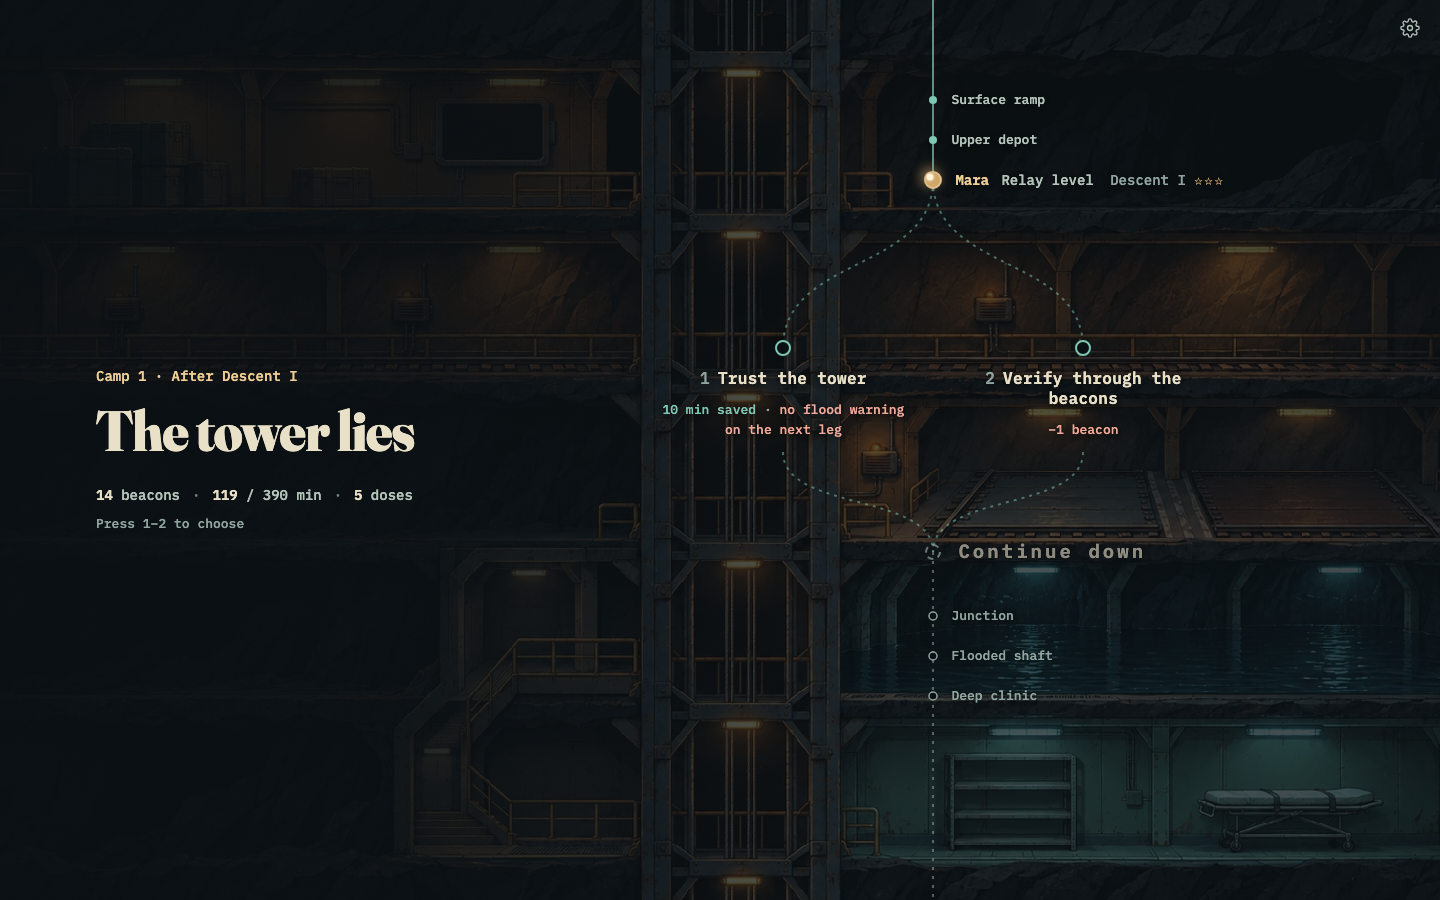 Surface ramp
Upper depot
Mara Relay level Descent I ☆☆☆
Camp 1 · After Descent I
The tower lies
14 beacons · 119 / 390 min · 5 doses
Press 1–2 to choose
1 Trust the tower
10 min saved · no flood warning
on the next leg
2 Verify through the
beacons
−1 beacon
Continue down
Junction
Flooded shaft
Deep clinic